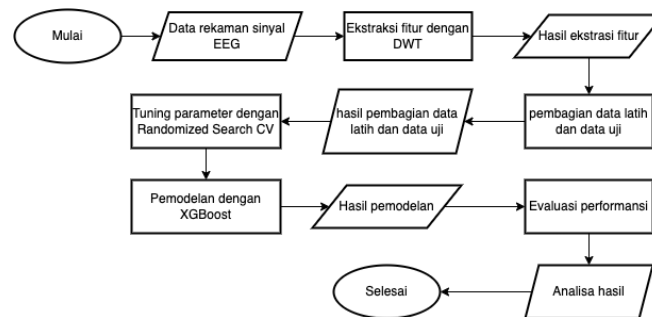 Mulai
Data rekaman sinyal
EEG
Ekstraksi fitur dengan
DWT
Hasil ekstrasi fitur
pembagian data latih
dan data uji
hasil pembagian data
latih dan data uji
Tuning parameter dengan
Randomized Search CV
Pemodelan dengan
XGBoost
Hasil pemodelan
Evaluasi performansi
Analisa hasil
Selesai